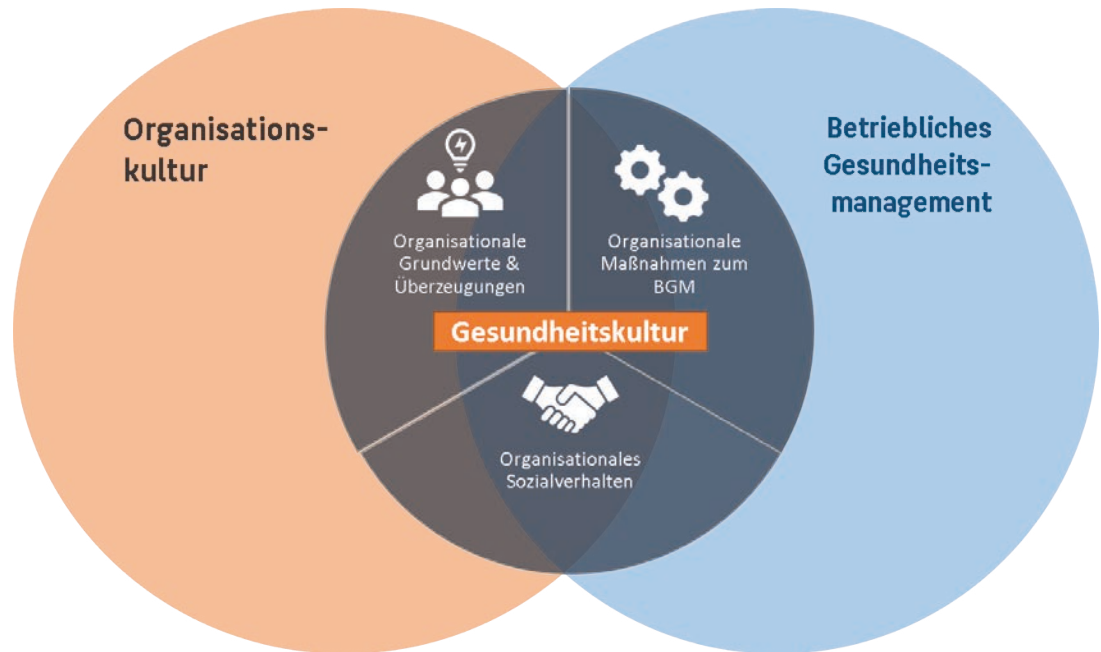 Organisations-
kultur
Betriebliches
Gesundheits-
management
Organisationale
Grundwerte &
Überzeugungen
Organisationale
Maßnahmen zum
BGM
Gesundheitskultur
Organisationales
Sozialverhalten